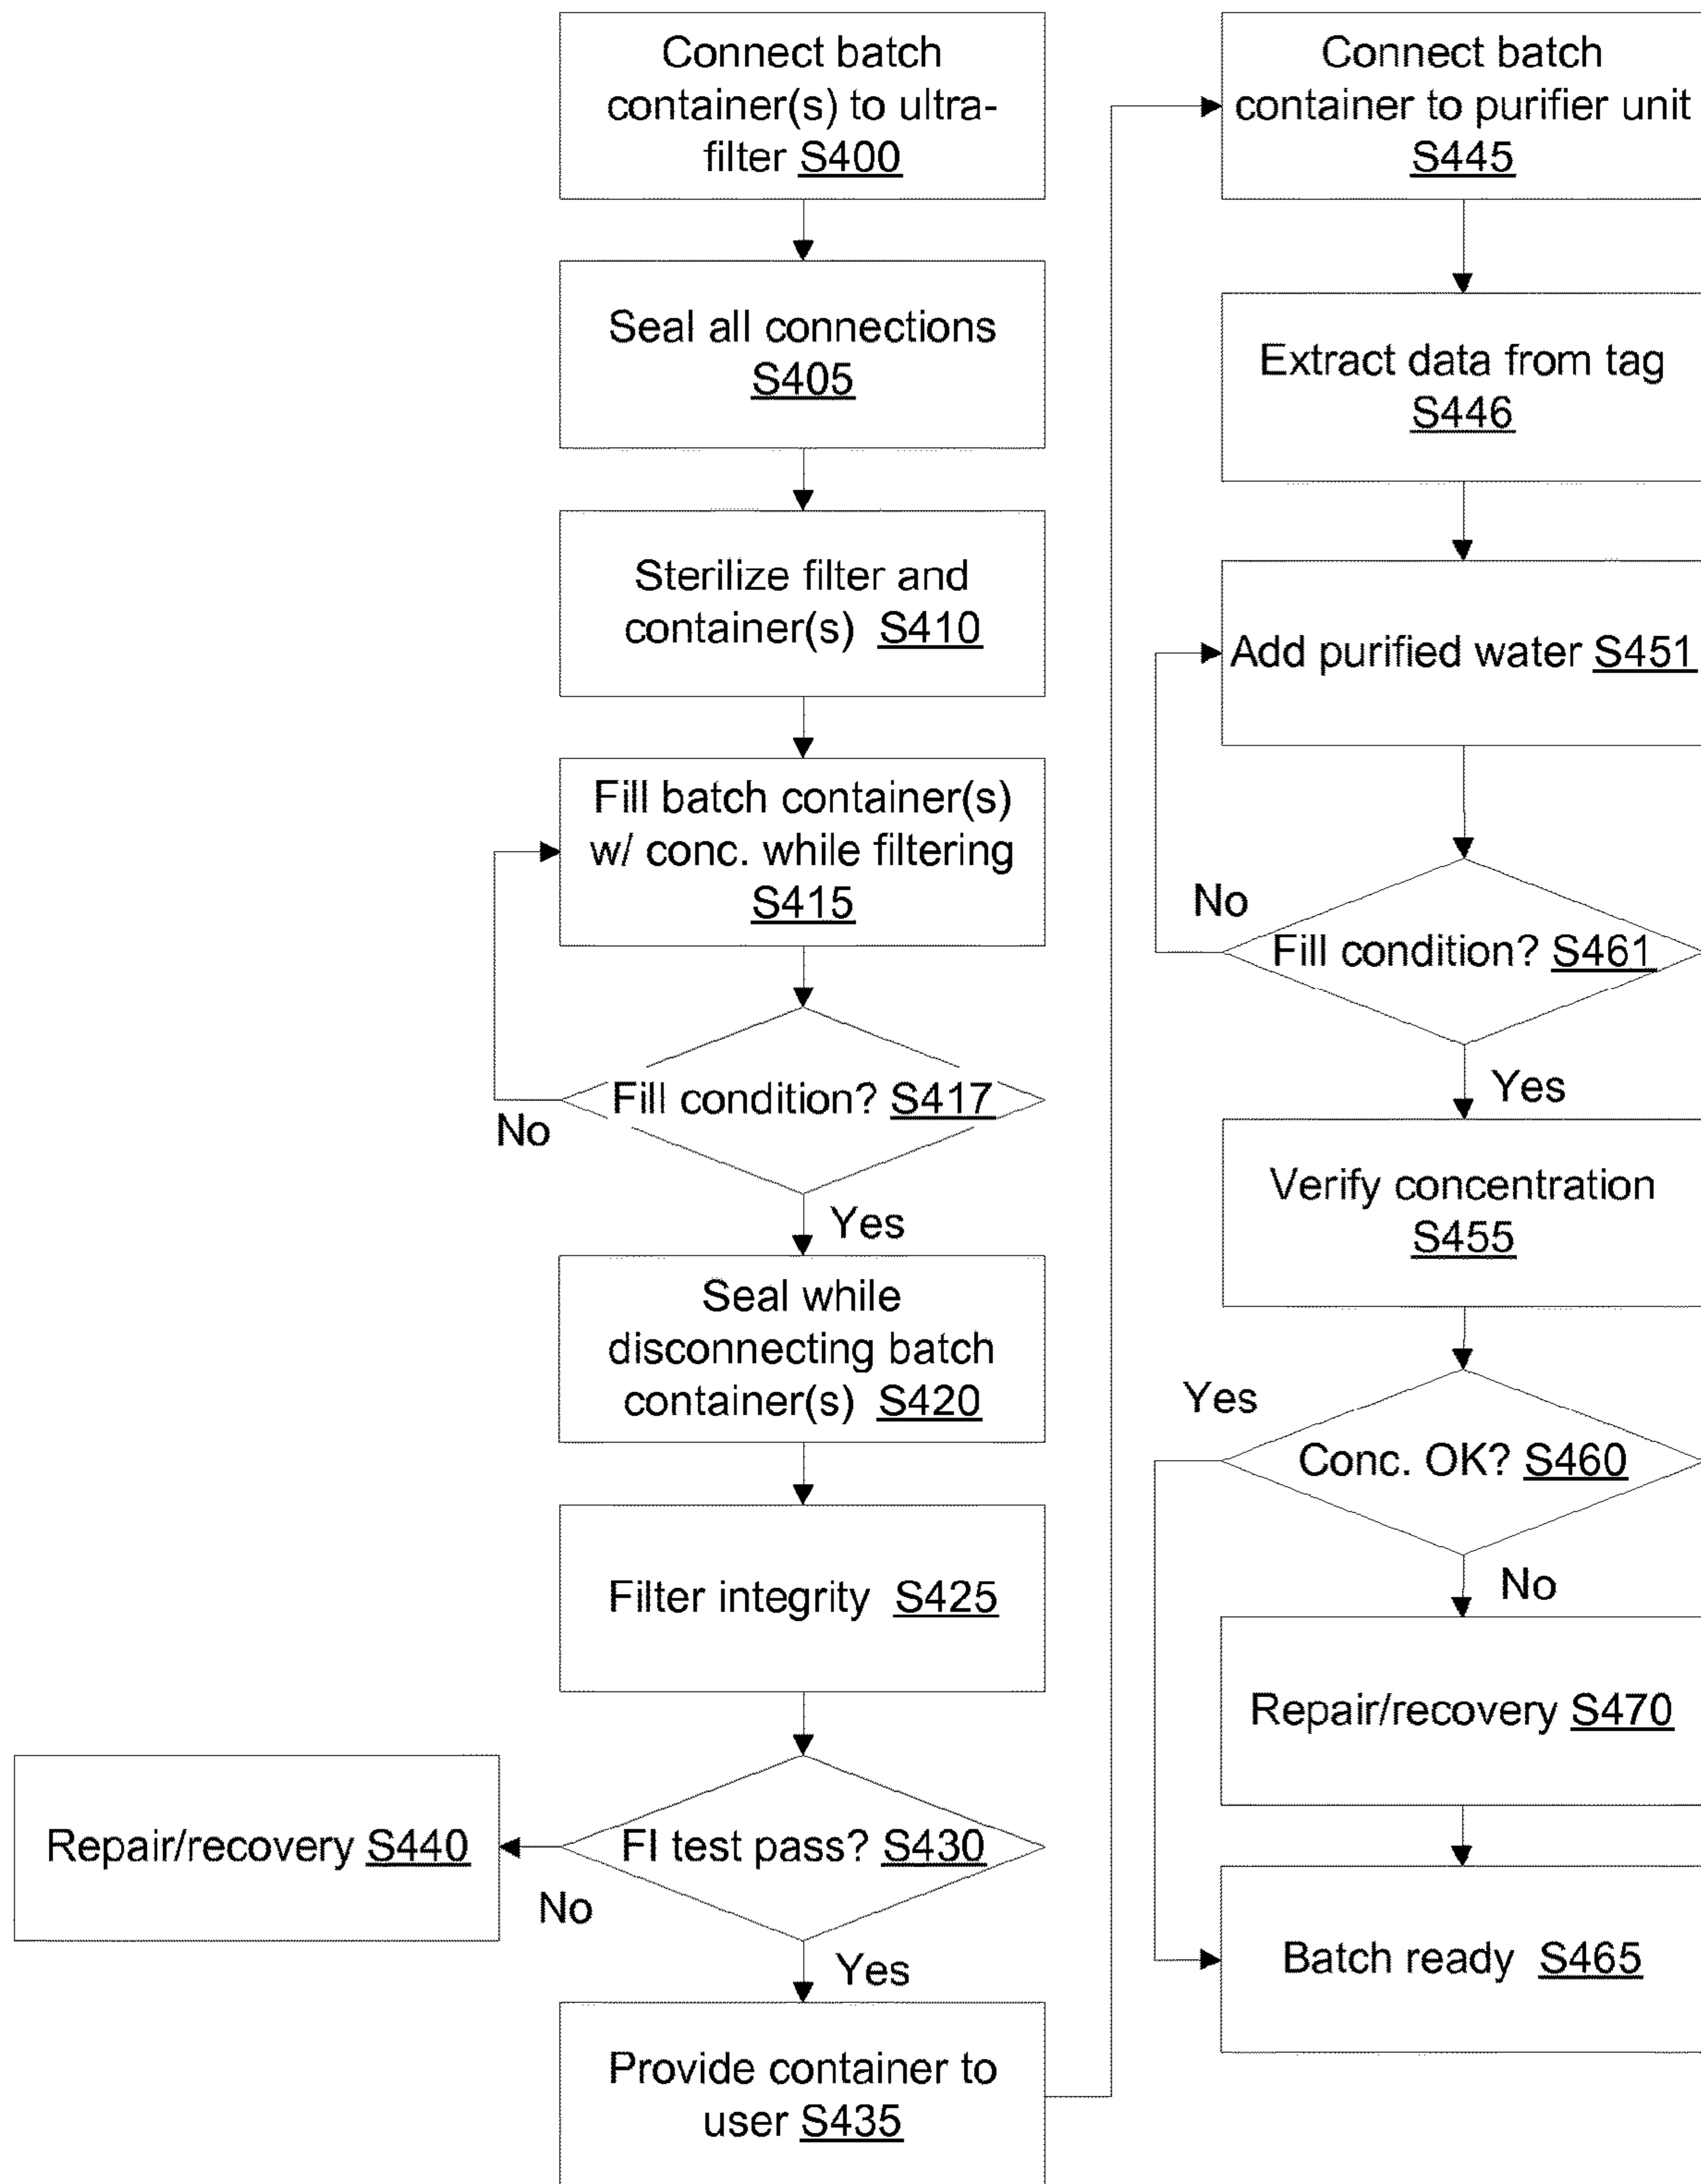 Connect batch
container(s) to ultra-
filter S400
Seal all connections
S405
Sterilize filter and
container(s) S410
Fill batch container(s)
w/ conc. while filtering
S415
Fill condition? S417
No
Yes
Seal while
disconnecting batch
container(s) S420
Filter integrity S425
FI test pass? S430
No
Repair/recovery S440
Yes
Provide container to
user S435
Connect batch
container to purifier unit
S445
Extract data from tag
S446
Add purified water S451
No
Fill condition? S461
Yes
Verify concentration
S455
Yes
Conc. OK? S460
No
Repair/recovery S470
Batch ready S465